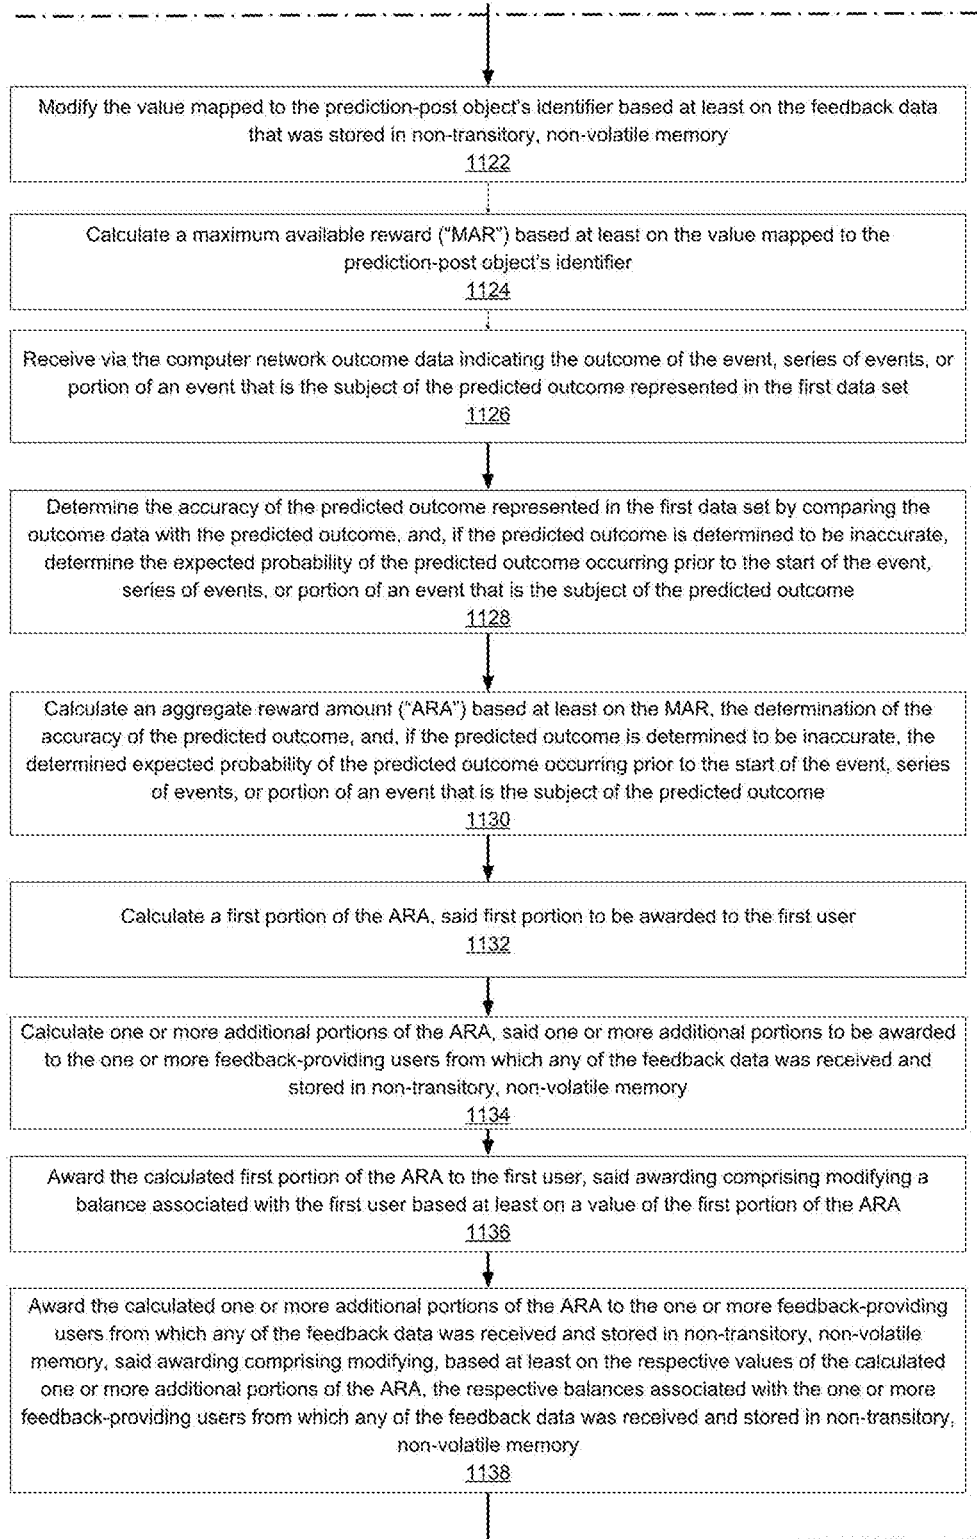 Modify the value mapped to the prediction-post object's identifier based at least on the feedback data
that was stored in non-transitory, non-volatile memory
1122
Calculate a maximum available reward ("MAR") based at least on the value mapped to the
prediction-post object's identifier
1124
Receive via the computer network outcome data indicating the outcome of the event, series of events, or
portion of an event that is the subject of the predicted outcome represented in the first data set
1126
Determine the accuracy of the predicted outcome represented in the first data set by comparing the
outcome data with the predicted outcome, and, if the predicted outcome is determined to be inaccurate,
determine the expected probability of the predicted outcome occurring prior to the start of the event,
series of events, or portion of an event that is the subject of the predicted outcome
1128
Calculate an aggregate reward amount ("ARA") based at least on the MAR, the determination of the
accuracy of the predicted outcome, and, if the predicted outcome is determined to be inaccurate, the
determined expected probability of the predicted outcome occurring prior to the start of the event, series
of events, or portion of an event that is the subject of the predicted outcome
1130
Calculate a first portion of the ARA, said first portion to be awarded to the first user
1132
Calculate one or more additional portions of the ARA, said one or more additional portions to be awarded
to the one or more feedback-providing users from which any of the feedback data was received and
stored in non-transitory, non-volatile memory
1134
Award the calculated first portion of the ARA to the first user, said awarding comprising modifying a
balance associated with the first user based at least on a value of the first portion of the ARA
1136
Award the calculated one or more additional portions of the ARA to the one or more feedback-providing
users from which any of the feedback data was received and stored in non-transitory, non-volatile
memory, said awarding comprising modifying, based at least on the respective values of the calculated
one or more additional portions of the ARA, the respective balances associated with the one or more
feedback-providing users from which any of the feedback data was received and stored in non-transitory,
non-volatile memory
1138